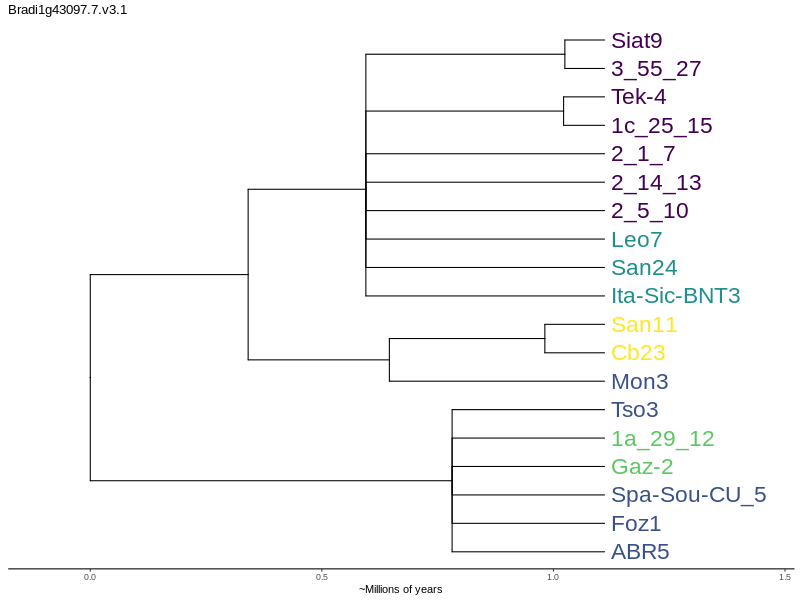 Bradi1g43097.7.v3.1
Siat9
3_55_27
Tek-4
1c_25_15
2_1_7
2_14_13
2_5_10
Leo7
San24
Ita-Sic-BNT3
San11
Cb23
Mon3
Tso3
1a_29_12
Gaz-2
Spa-Sou-CU_5
Foz1
ABR5
0.0 0.5 1.0 1.5
~Millions of years